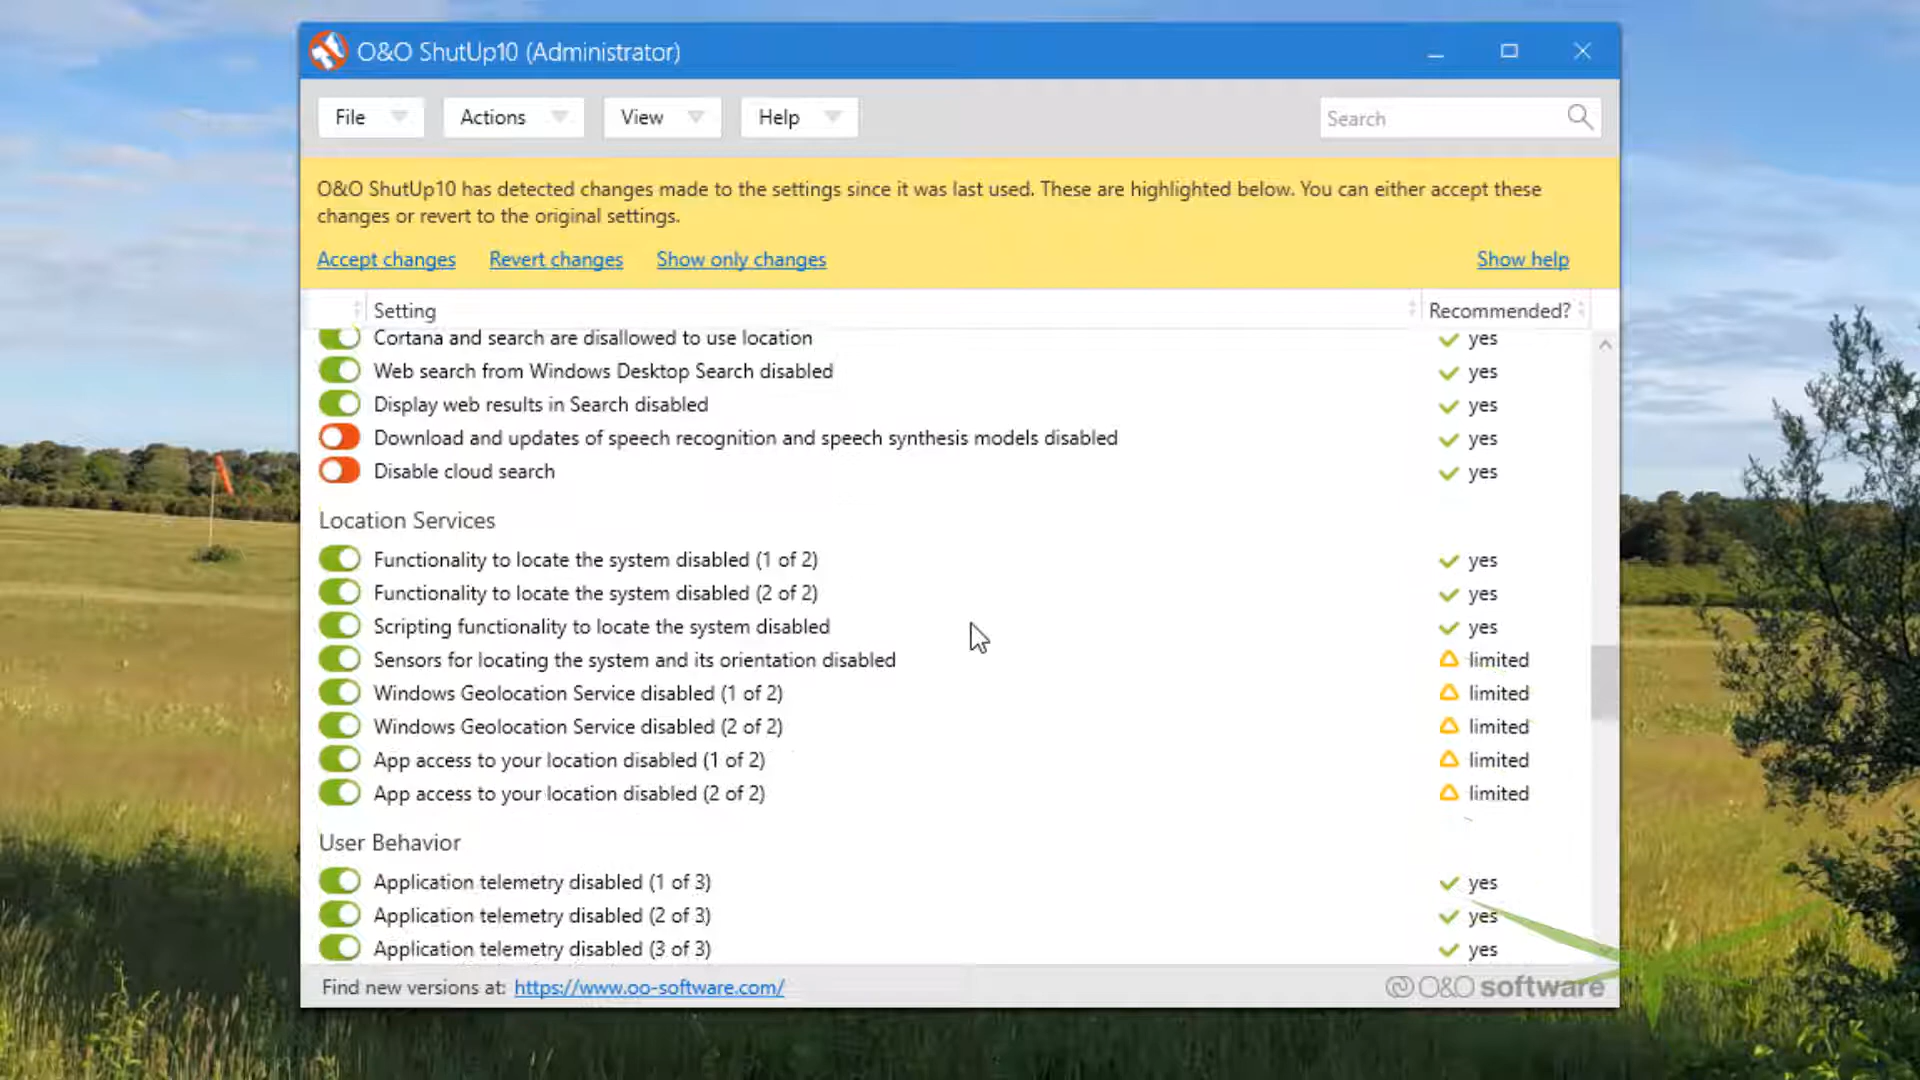 O&O ShutUp10 (Administrator)
File
Actions
View
Help
Search
O&O ShutUp10 has detected changes made to the settings since it was last used. These are highlighted below. You can either accept these
changes or revert to the original settings.
Accept changes
Revert changes
Show only changes
Show help
Setting
Recommended?
Cortana and search are disallowed to use location
yes
Web search from Windows Desktop Search disabled
yes
Display web results in Search disabled
yes
Download and updates of speech recognition and speech synthesis models disabled
yes
Disable cloud search
yes
Location Services
Functionality to locate the system disabled (1 of 2)
yes
Functionality to locate the system disabled (2 of 2)
yes
Scripting functionality to locate the system disabled
yes
Sensors for locating the system and its orientation disabled
limited
Windows Geolocation Service disabled (1 of 2)
limited
Windows Geolocation Service disabled (2 of 2)
limited
App access to your location disabled (1 of 2)
limited
App access to your location disabled (2 of 2)
limited
User Behavior
Application telemetry disabled (1 of 3)
yes
Application telemetry disabled (2 of 3)
yes
Application telemetry disabled (3 of 3)
yes
Find new versions at: https://www.oo-software.com/
O&O software